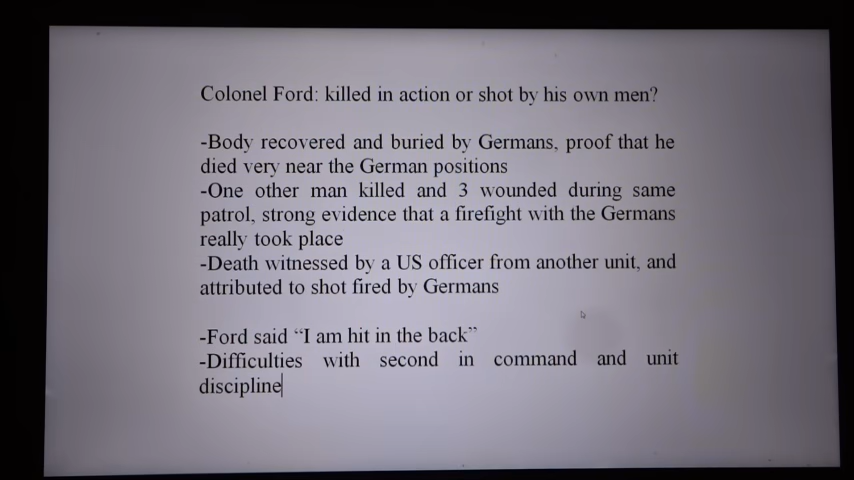 Colonel Ford: killed in action or shot by his own men?
-Body recovered and buried by Germans, proof that he
died very near the German positions
-One other man killed and 3 wounded during same
patrol, strong evidence that a firefight with the Germans
really took place
-Death witnessed by a US officer from another unit, and
attributed to shot fired by Germans
-Ford said “I am hit in the back”
-Difficulties with second in command and unit
discipline